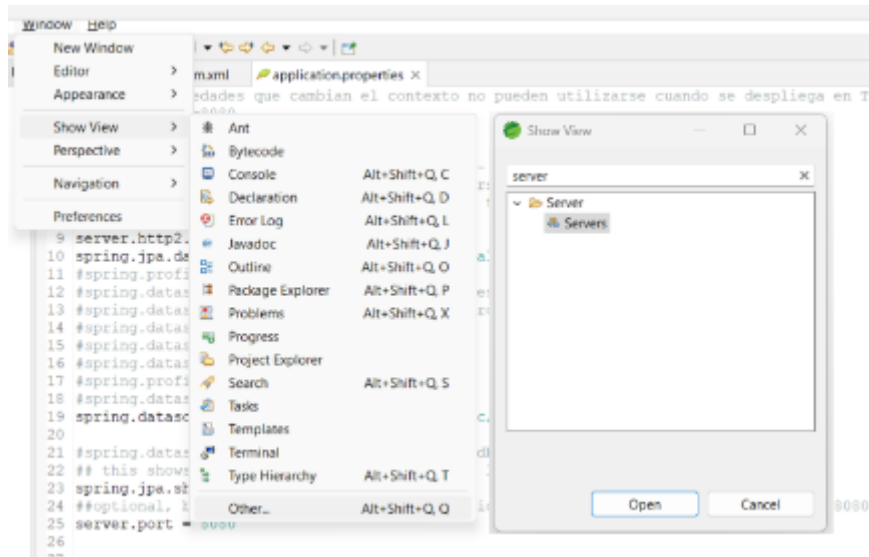 Window Help
New Window
Editor
Appearance
Show View
Perspective
Navigation
Preferences
m.xml application.properties
edades que cambian el contexto no pueden utilizarse cuando se despliega en T
Ant
Bytecode
Console Alt+Shift+Q, C
Declaration Alt+Shift+Q, D
Error Log Alt+Shift+Q, L
Javadoc Alt+Shift+Q, J
Outline Alt+Shift+Q, O
Package Explorer Alt+Shift+Q, P
Problems Alt+Shift+Q, X
Progress
Project Explorer
Search Alt+Shift+Q, S
Tasks
Templates
Terminal
Type Hierarchy Alt+Shift+Q, T
Other... Alt+Shift+Q, Q
9 server.http2.
10 spring.jpa.da
11 #spring.profi
12 #spring.datas
13 #spring.datas
14 #spring.datas
15 #spring.datas
16 #spring.datas
17 #spring.profi
18 #spring.datas
19 spring.datasc
20
21 #spring.datas
22 ## this shows
23 spring.jpa.sh
24 ##optional, 8080
25 server.port = 8080
26
Show View
server
Server
Servers
Open Cancel